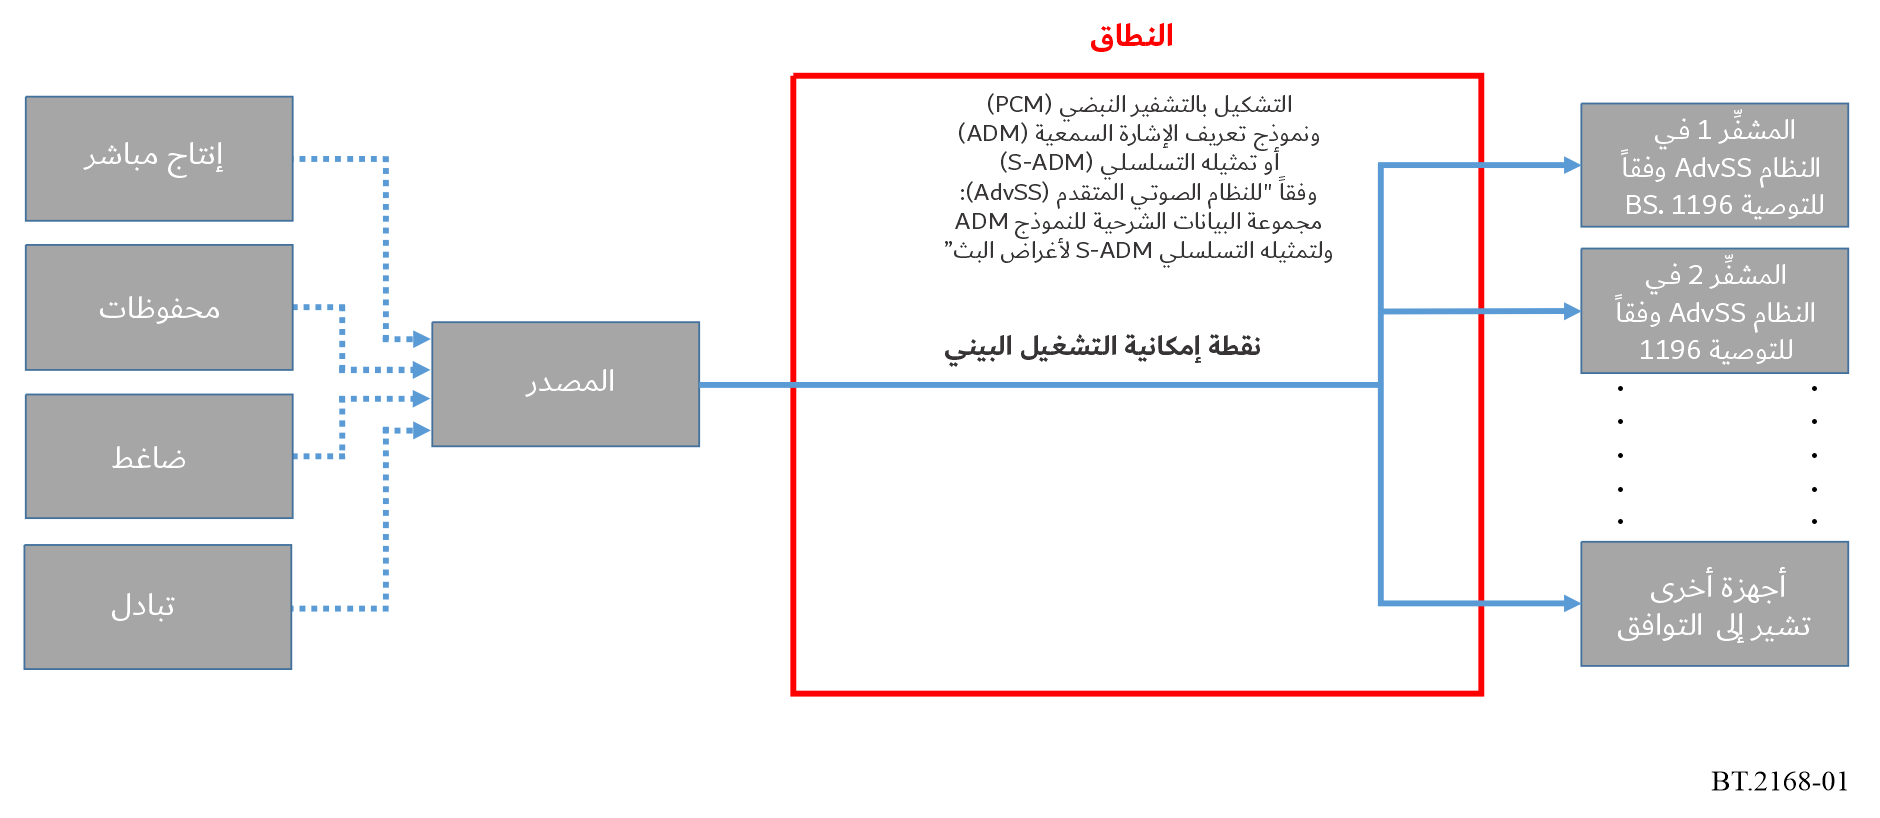 النطاق
إنتاج مباشر
محفوظات
ضاغط
تبادل
المصدر
التشكيل بالتشفير النبضي (PCM)
ونموذج تعريف الإشارة السمعية (ADM)
أو تمثيله التسلسلي (S-ADM)
وفقاً "للنظام الصوتي المتقدم (AdvSS):
مجموعة البيانات الشرحية للنموذج ADM
ولتمثيله التسلسلي S-ADM لأغراض البث”
نقطة إمكانية التشغيل البيني
المشفِّر 1 في
النظام AdvSS وفقاً
للتوصية BS. 1196
المشفِّر 2 في
النظام AdvSS وفقاً
للتوصية 1196
أجهزة أخرى
تشير إلى التوافق
BT.2168-01